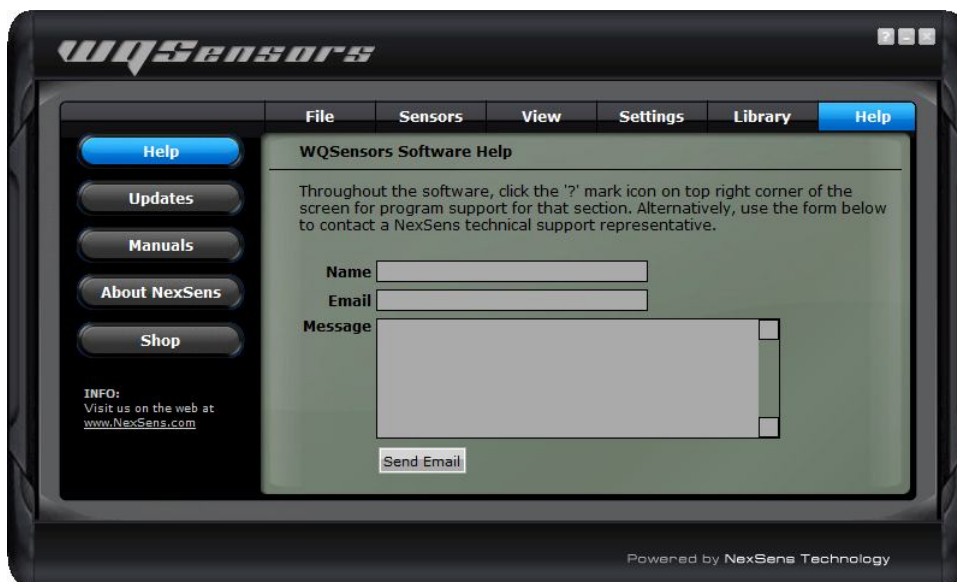 WQSensors
?
File Sensors View Settings Library Help
Help
Updates
Manuals
About NexSens
Shop
INFO:
Visit us on the web at
www.NexSens.com
WQSensors Software Help
Throughout the software, click the '?' mark icon on top right corner of the
screen for program support for that section. Alternatively, use the form below
to contact a NexSens technical support representative.
Name
Email
Message
Send Email
Powered by NexSens Technology